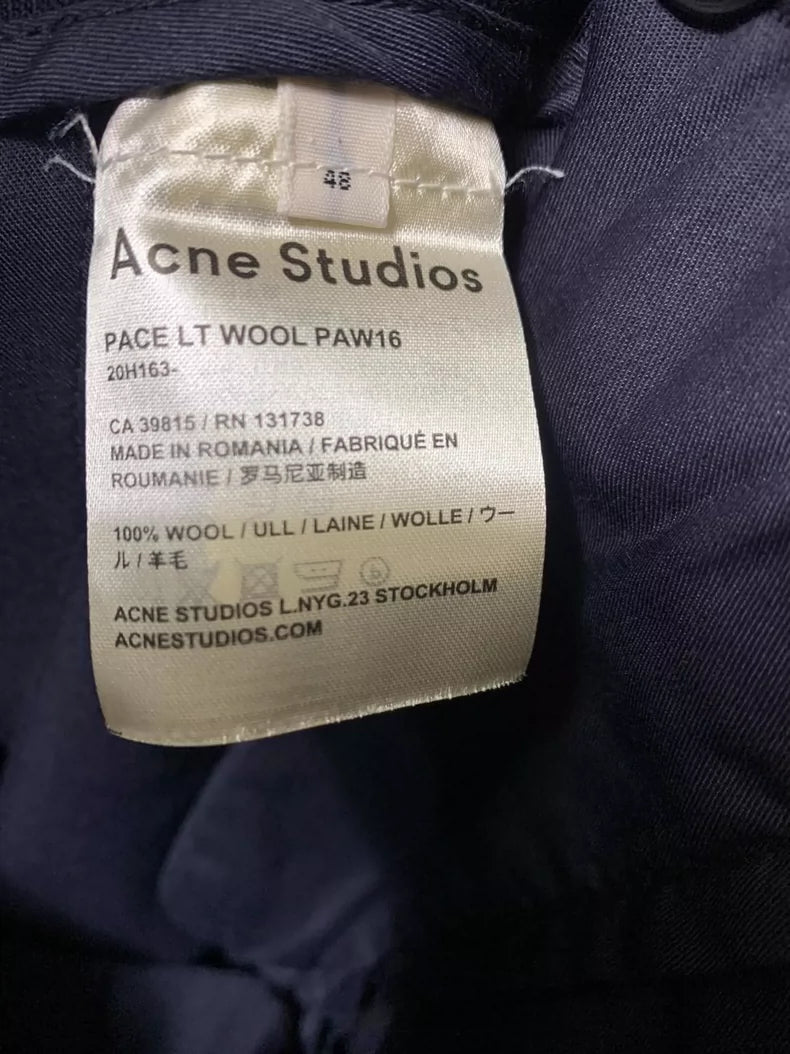 48
Acne Studios
PACE LT WOOL PAW16
20H163-
CA 39815 / RN 131738
MADE IN ROMANIA / FABRIQUÉ EN
ROUMANIE / 罗马尼亚制造
100% WOOL / ULL / LAINE / WOLLE / ウー
ル / 羊毛
ACNE STUDIOS L.NYG.23 STOCKHOLM
ACNESTUDIOS.COM